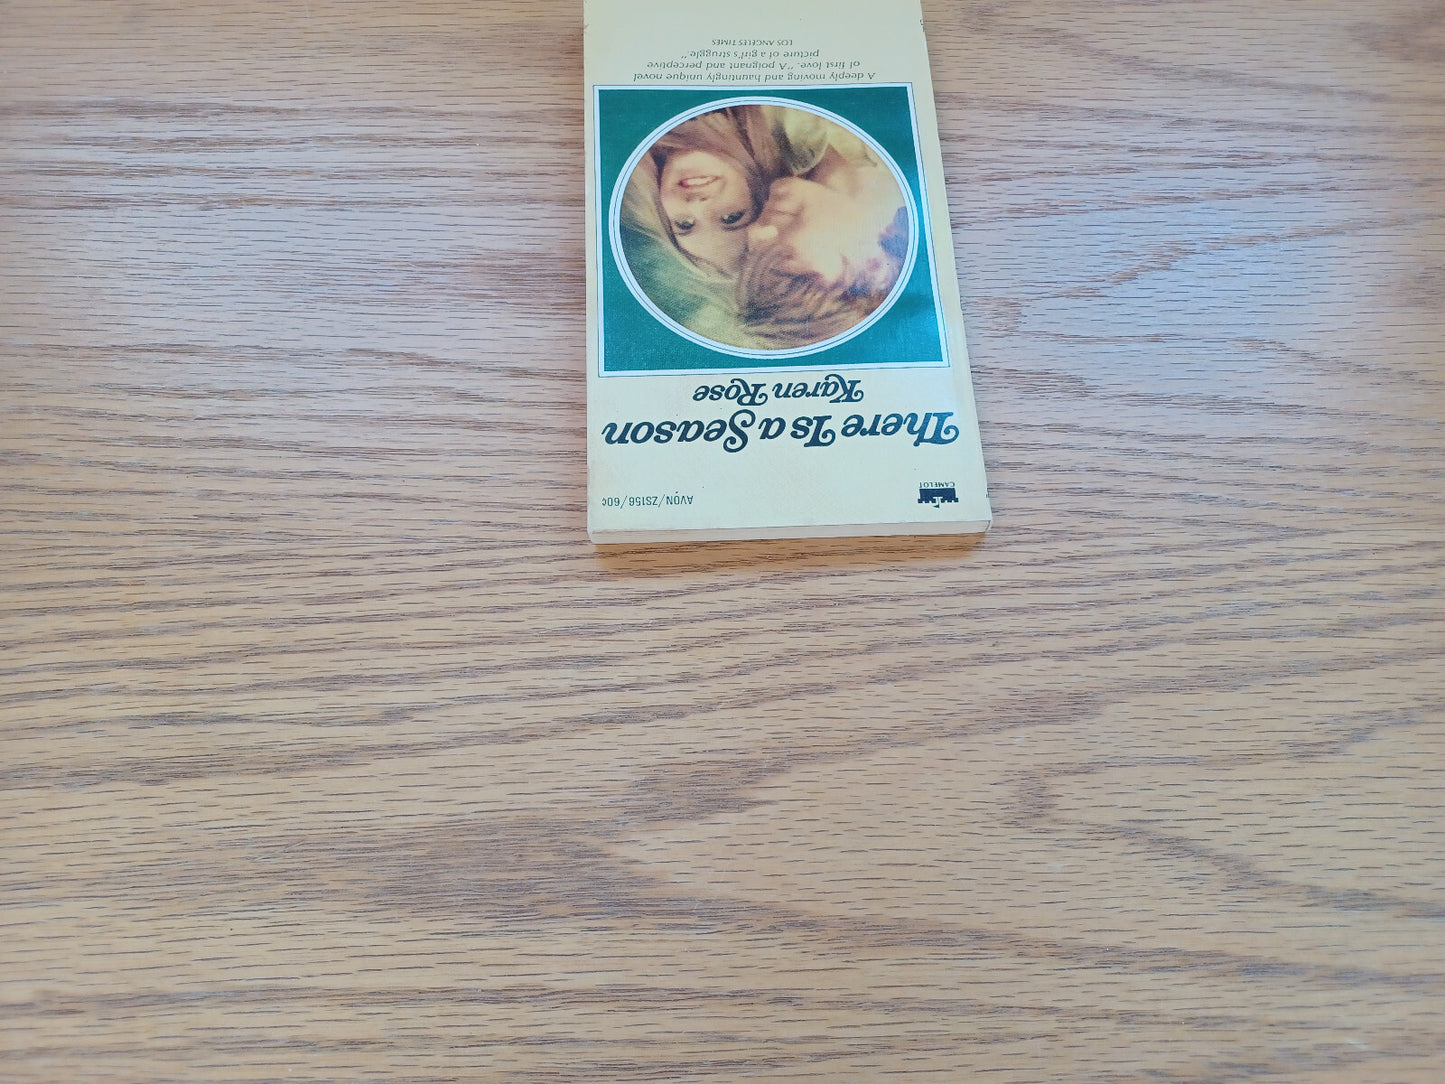 CAMELOT
AVON/ZS156/60¢
There Is a Season
Karen Rose
A deeply moving and hauntingly unique novel
of first love. "A poignant and perceptive
picture of a girl's struggle."
LOS ANGELES TIMES